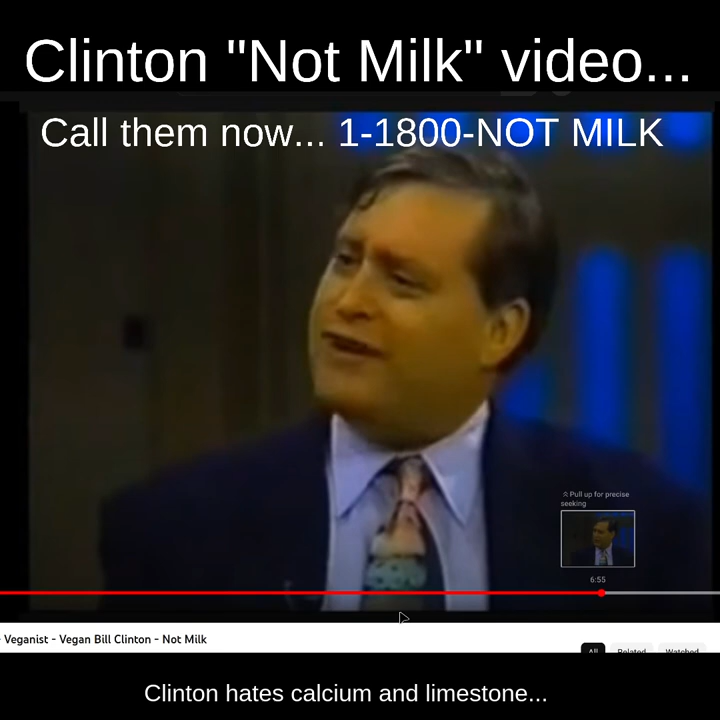 Clinton "Not Milk" video...
Call them now... 1-1800-NOT MILK
Pull up for precise
seeking
6:55
Veganist - Vegan Bill Clinton - Not Milk
All Related Watched
Clinton hates calcium and limestone...